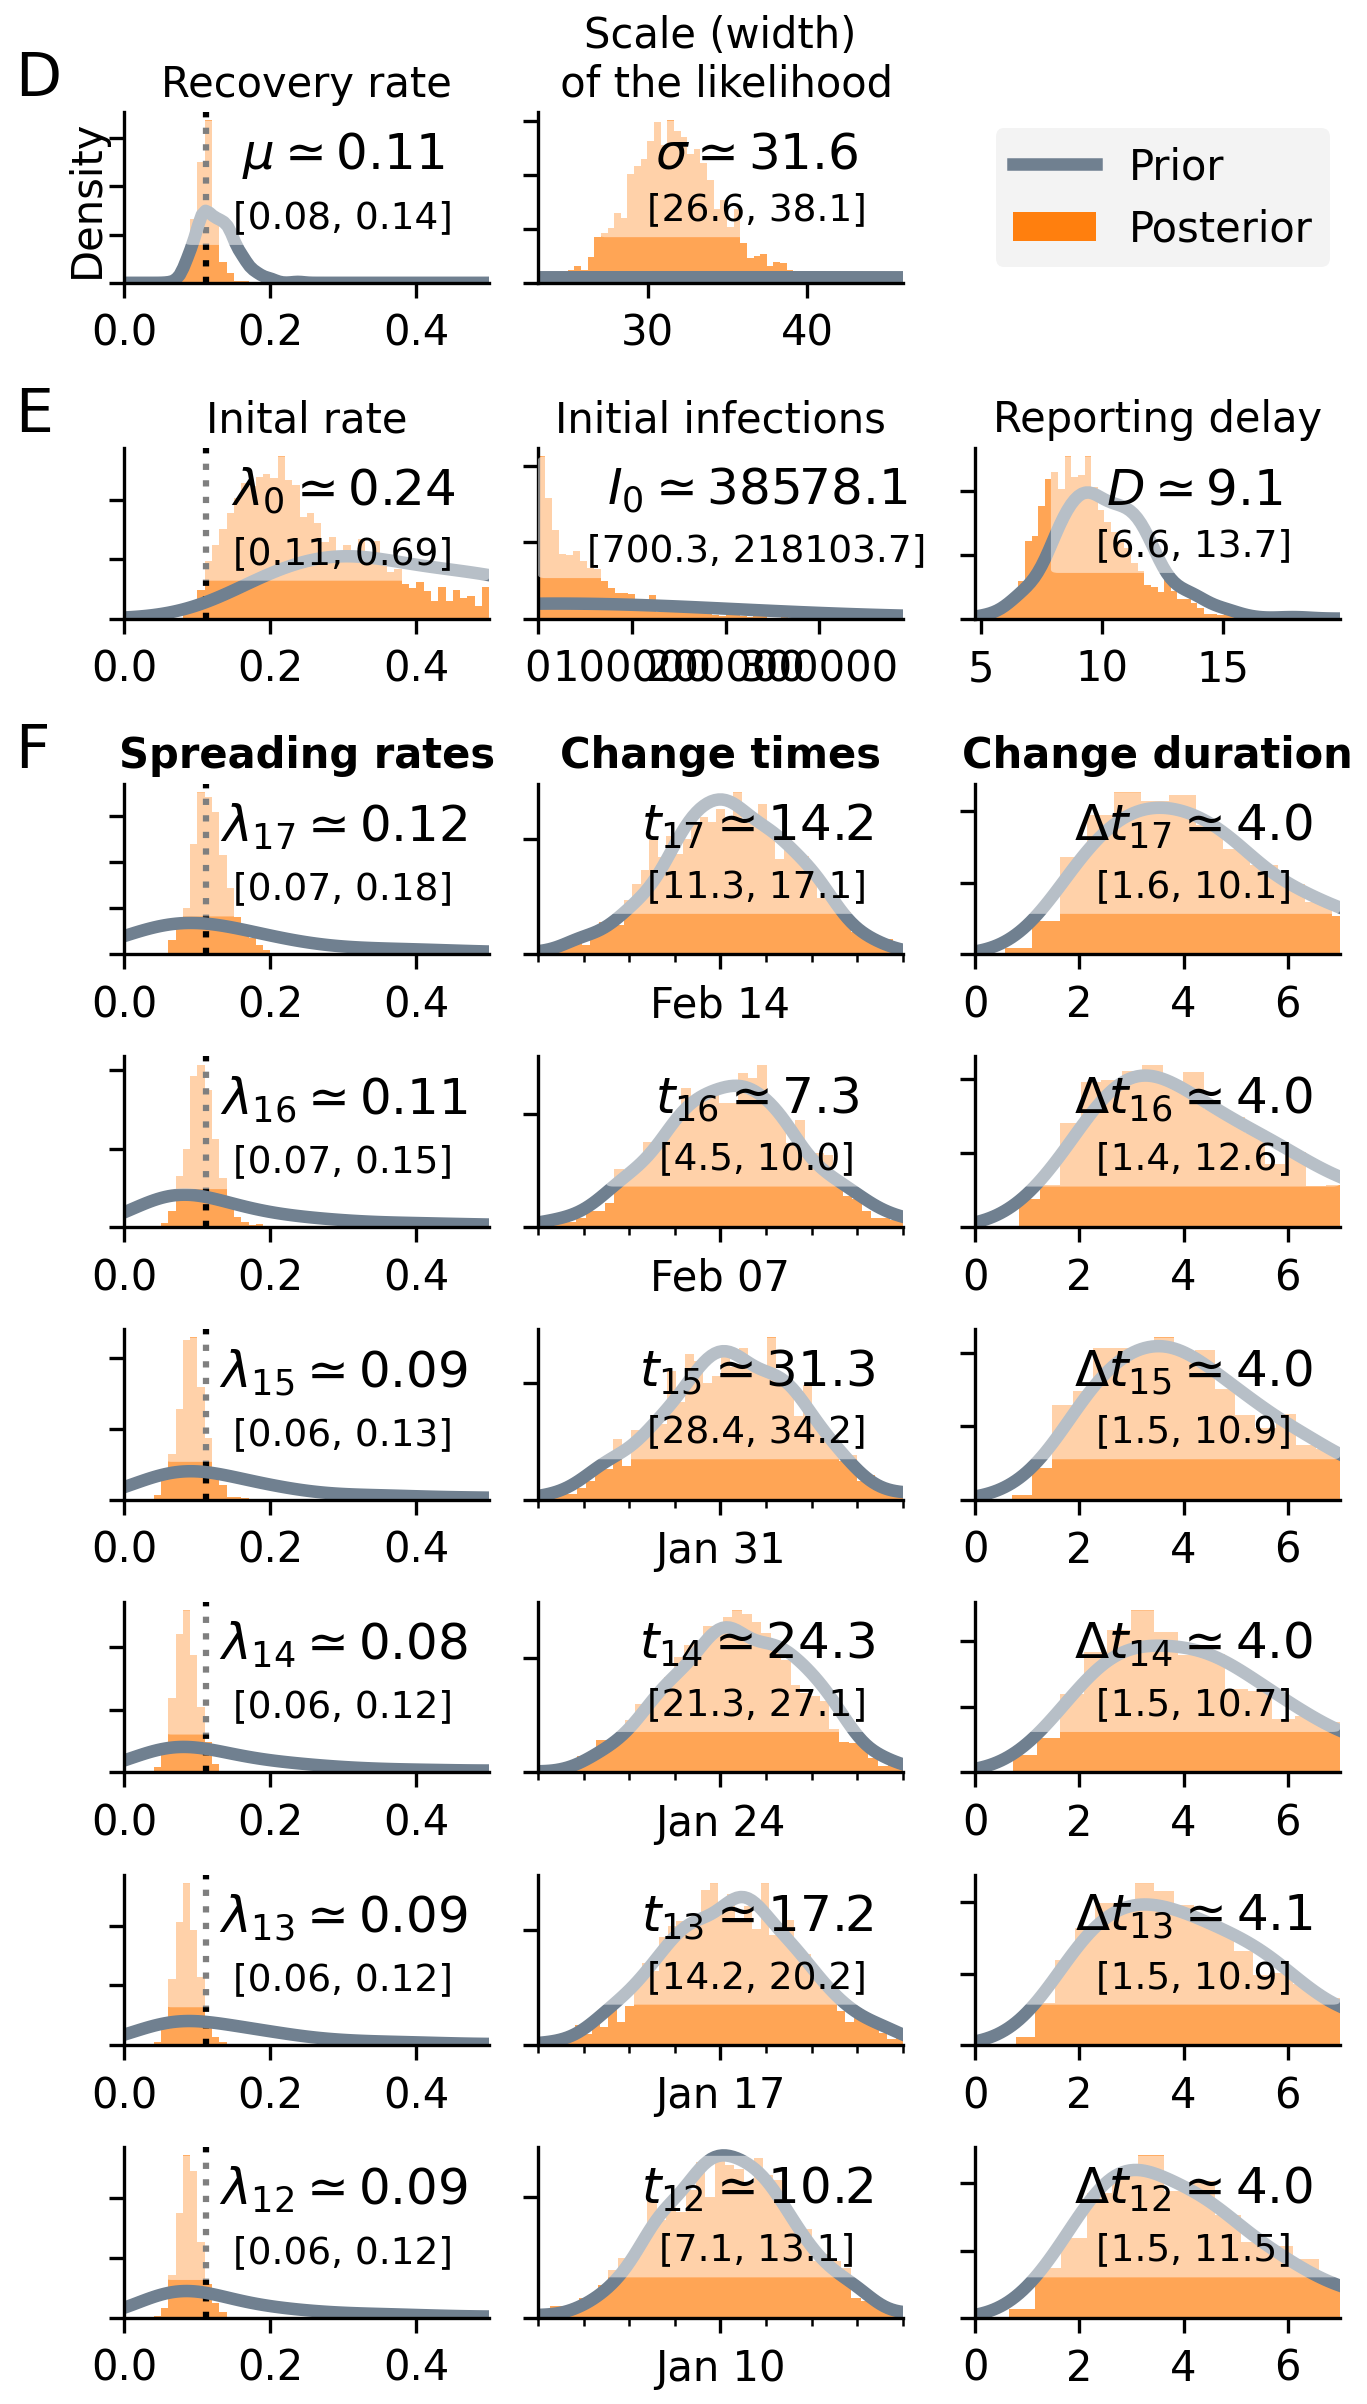 D
Recovery rate
Scale (width)
of the likelihood
Density
μ ≃ 0.11
[0.08, 0.14]
0.0 0.2 0.4
σ ≃ 31.6
[26.6, 38.1]
30 40
Prior
Posterior
E
Inital rate
λ0 ≃ 0.24
[0.11, 0.69]
0.0 0.2 0.4
Initial infections
I0 ≃ 38578.1
[700.3, 218103.7]
0 100000 200000 300000
Reporting delay
D ≃ 9.1
[6.6, 13.7]
5 10 15
F
Spreading rates
Change times
Change duration
λ17 ≃ 0.12
[0.07, 0.18]
0.0 0.2 0.4
t17 ≃ 14.2
[11.3, 17.1]
Feb 14
Δt17 ≃ 4.0
[1.6, 10.1]
0 2 4 6
λ16 ≃ 0.11
[0.07, 0.15]
0.0 0.2 0.4
t16 ≃ 7.3
[4.5, 10.0]
Feb 07
Δt16 ≃ 4.0
[1.4, 12.6]
0 2 4 6
λ15 ≃ 0.09
[0.06, 0.13]
0.0 0.2 0.4
t15 ≃ 31.3
[28.4, 34.2]
Jan 31
Δt15 ≃ 4.0
[1.5, 10.9]
0 2 4 6
λ14 ≃ 0.08
[0.06, 0.12]
0.0 0.2 0.4
t14 ≃ 24.3
[21.3, 27.1]
Jan 24
Δt14 ≃ 4.0
[1.5, 10.7]
0 2 4 6
λ13 ≃ 0.09
[0.06, 0.12]
0.0 0.2 0.4
t13 ≃ 17.2
[14.2, 20.2]
Jan 17
Δt13 ≃ 4.1
[1.5, 10.9]
0 2 4 6
λ12 ≃ 0.09
[0.06, 0.12]
0.0 0.2 0.4
t12 ≃ 10.2
[7.1, 13.1]
Jan 10
Δt12 ≃ 4.0
[1.5, 11.5]
0 2 4 6